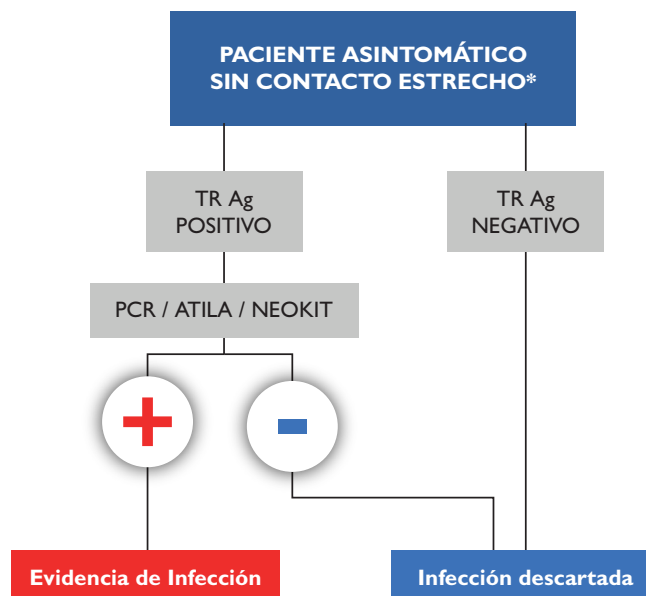 PACIENTE ASINTOMÁTICO
SIN CONTACTO ESTRECHO*
TR Ag
POSITIVO
TR Ag
NEGATIVO
PCR / ATILA / NEOKIT
+
-
Evidencia de Infección
Infección descartada